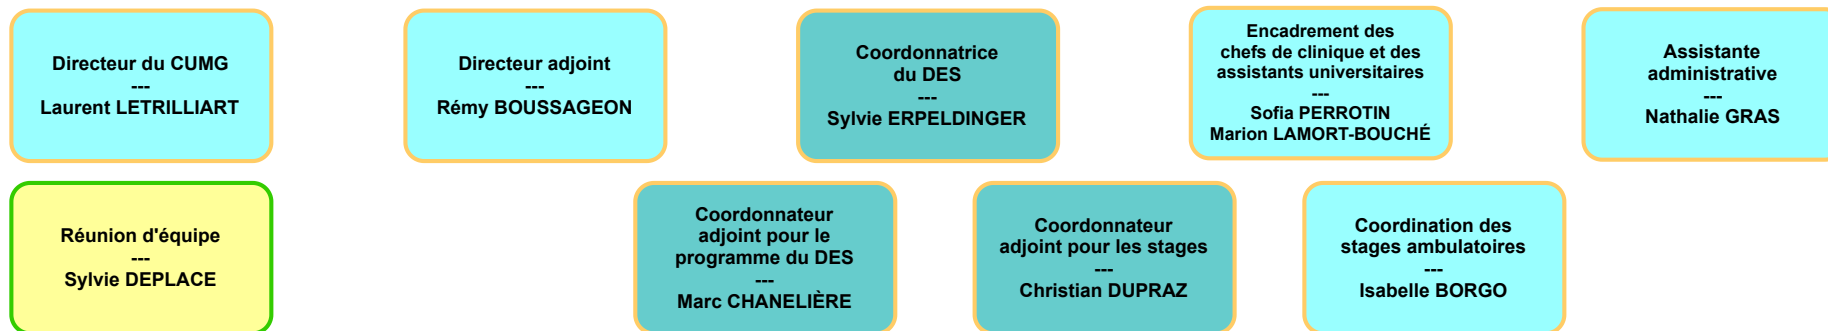 Directeur du CUMG
---
Laurent LETRILLIART
Directeur adjoint
---
Rémy BOUSSAGEON
Coordonnatrice
du DES
---
Sylvie ERPELDINGER
Encadrement des
chefs de clinique et des
assistants universitaires
---
Sofia PERROTIN
Marion LAMORT-BOUCHÉ
Assistante
administrative
---
Nathalie GRAS
Réunion d'équipe
---
Sylvie DEPLACE
Coordonnateur
adjoint pour le
programme du DES
---
Marc CHANELIÈRE
Coordonnateur
adjoint pour les stages
---
Christian DUPRAZ
Coordination des
stages ambulatoires
---
Isabelle BORGO